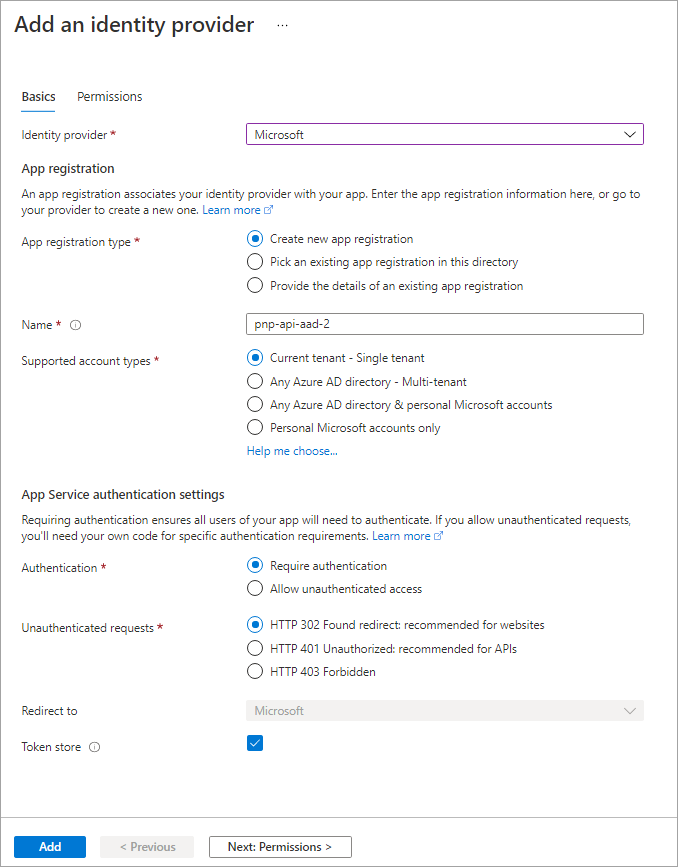 Add an identity provider ...
Basics Permissions
Identity provider * Microsoft
App registration
An app registration associates your identity provider with your app. Enter the app registration information here, or go to
your provider to create a new one. Learn more
App registration type * Create new app registration
Pick an existing app registration in this directory
Provide the details of an existing app registration
Name * pnp-api-aad-2
Supported account types * Current tenant - Single tenant
Any Azure AD directory - Multi-tenant
Any Azure AD directory & personal Microsoft accounts
Personal Microsoft accounts only
Help me choose...
App Service authentication settings
Requiring authentication ensures all users of your app will need to authenticate. If you allow unauthenticated requests,
you'll need your own code for specific authentication requirements. Learn more
Authentication * Require authentication
Allow unauthenticated access
Unauthenticated requests * HTTP 302 Found redirect: recommended for websites
HTTP 401 Unauthorized: recommended for APIs
HTTP 403 Forbidden
Redirect to Microsoft
Token store
Add < Previous Next: Permissions >